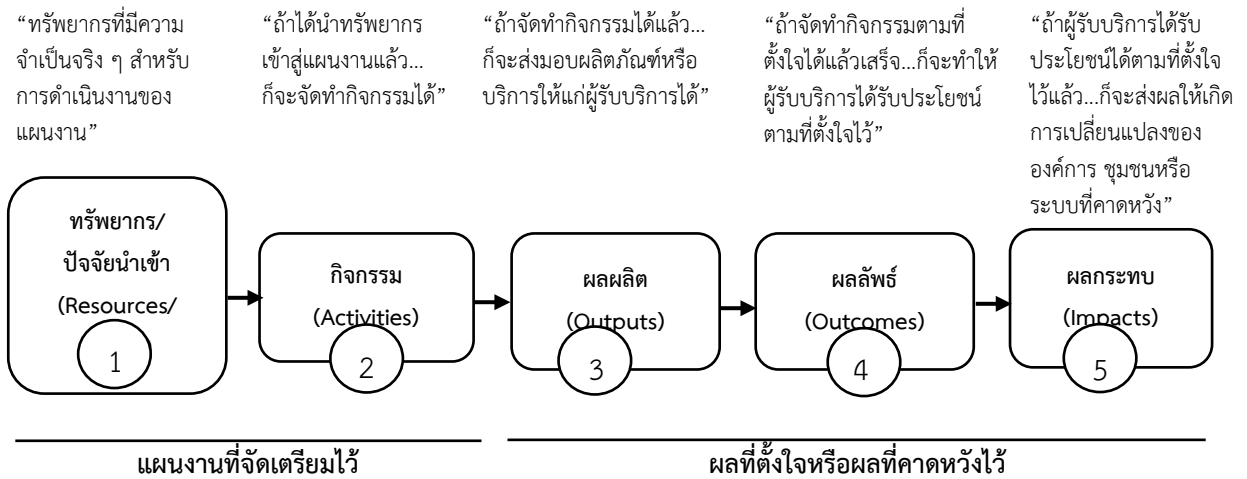 “ทรัพยากรที่มีความ
จำเป็นจริง ๆ สำหรับ
การดำเนินงานของ
แผนงาน”
“ถ้าได้นำทรัพยากร
เข้าสู่แผนงานแล้ว...
ก็จะจัดทำกิจกรรมได้”
“ถ้าจัดทำกิจกรรมได้แล้ว...
ก็จะส่งมอบผลิตภัณฑ์หรือ
บริการให้แก่ผู้รับบริการได้”
“ถ้าจัดทำกิจกรรมตามที่
ตั้งใจได้แล้วเสร็จ...ก็จะทำให้
ผู้รับบริการได้รับประโยชน์
ตามที่ตั้งใจไว้”
“ถ้าผู้รับบริการได้รับ
ประโยชน์ได้ตามที่ตั้งใจ
ไว้แล้ว...ก็จะส่งผลให้เกิด
การเปลี่ยนแปลงของ
องค์การ ชุมชนหรือ
ระบบที่คาดหวัง”
ทรัพยากร/
ปัจจัยนำเข้า
(Resources/
1
กิจกรรม
(Activities)
2
ผลผลิต
(Outputs)
3
ผลลัพธ์
(Outcomes)
4
ผลกระทบ
(Impacts)
5
แผนงานที่จัดเตรียมไว้
ผลที่ตั้งใจหรือผลที่คาดหวังไว้